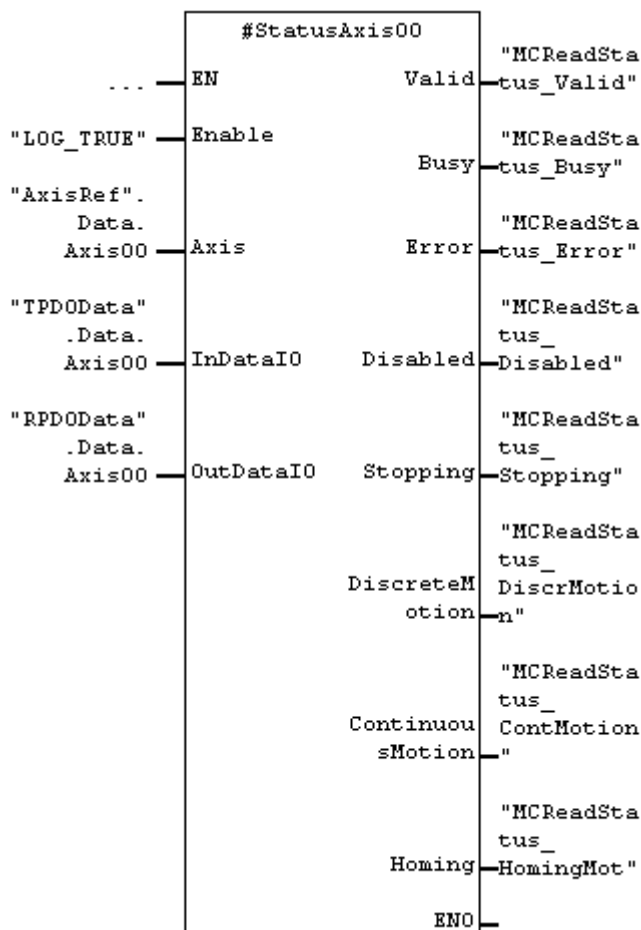 #StatusAxis00
... EN Valid "MCReadSta
tus_Valid"
"LOG_TRUE" Enable
Busy "MCReadSta
tus_Busy"
"AxisRef".
Data.
Axis00 Axis
Error "MCReadSta
tus_Error"
"TPDOData"
.Data.
Axis00 InDataIO
Disabled "MCReadSta
tus_
Disabled"
"RPDOData"
.Data.
Axis00 OutDataIO
Stopping "MCReadSta
tus_
Stopping"
DiscreteM
otion
"MCReadSta
tus_
DiscrMotio
n"
Continuou
sMotion
"MCReadSta
tus_
ContMotion
"
Homing
"MCReadSta
tus_
HomingMot"
ENO